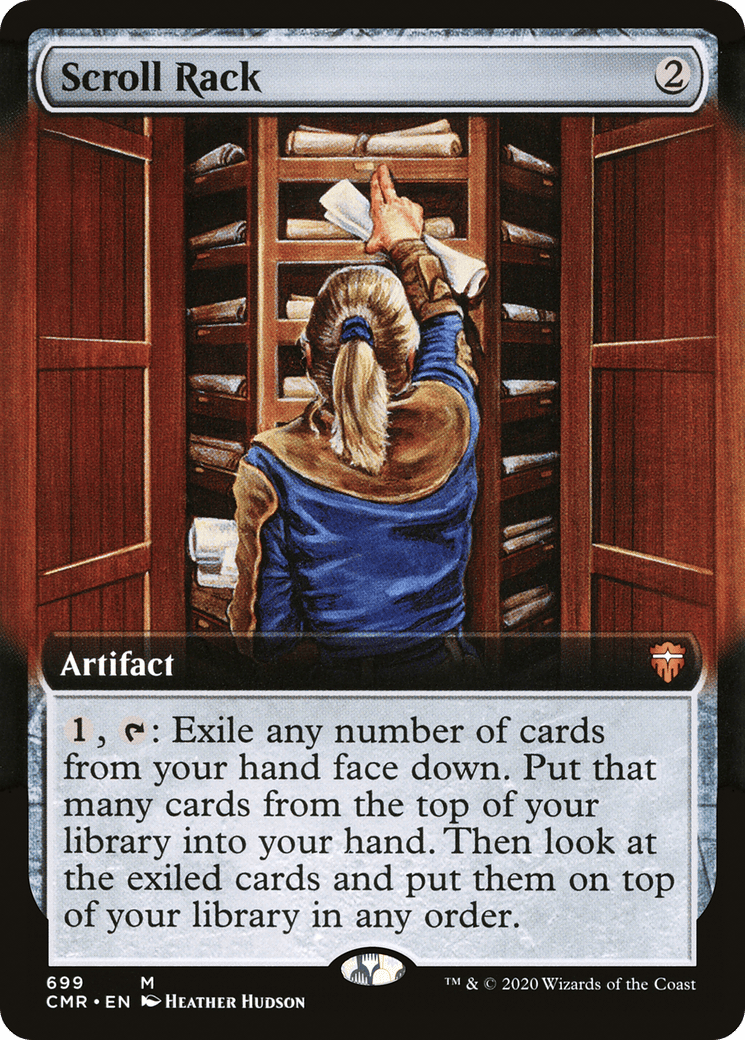 Scroll Rack 2
Artifact
1, : Exile any number of cards
from your hand face down. Put that
many cards from the top of your
library into your hand. Then look at
the exiled cards and put them on top
of your library in any order.
699 M
CMR • EN Heather Hudson
™ & © 2020 Wizards of the Coast